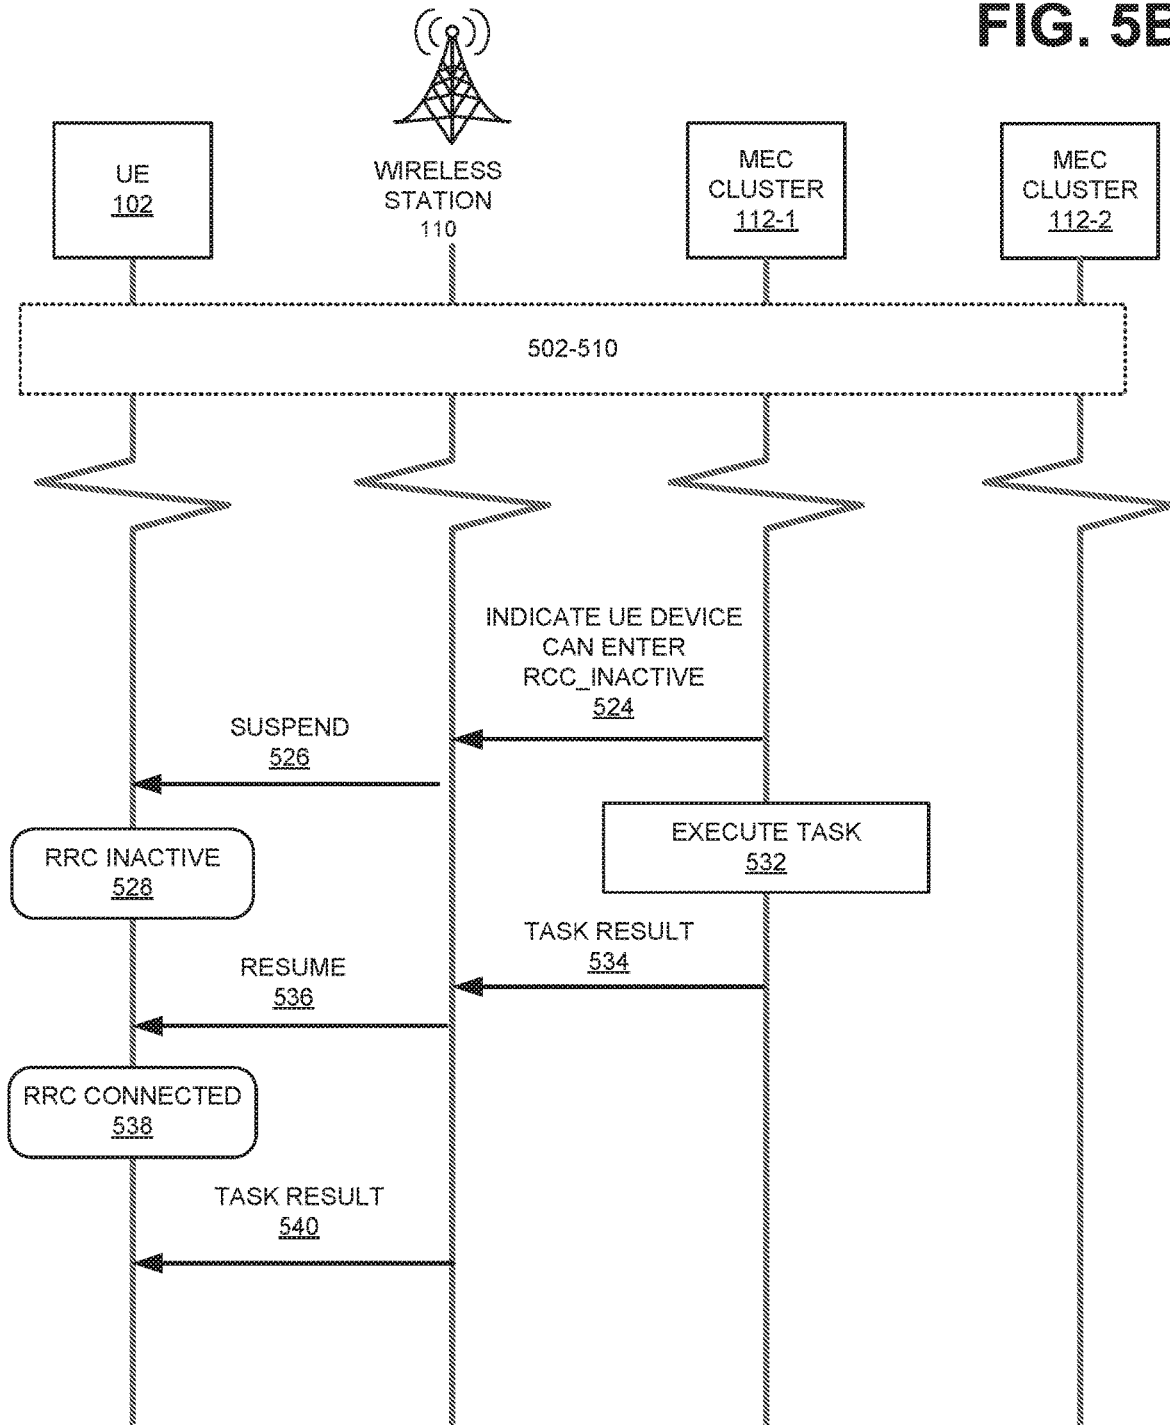 FIG. 5B
UE
102
WIRELESS
STATION
110
MEC
CLUSTER
112-1
MEC
CLUSTER
112-2
502-510
INDICATE UE DEVICE
CAN ENTER
RCC_INACTIVE
524
SUSPEND
526
EXECUTE TASK
532
RRC INACTIVE
528
TASK RESULT
534
RESUME
536
RRC CONNECTED
538
TASK RESULT
540